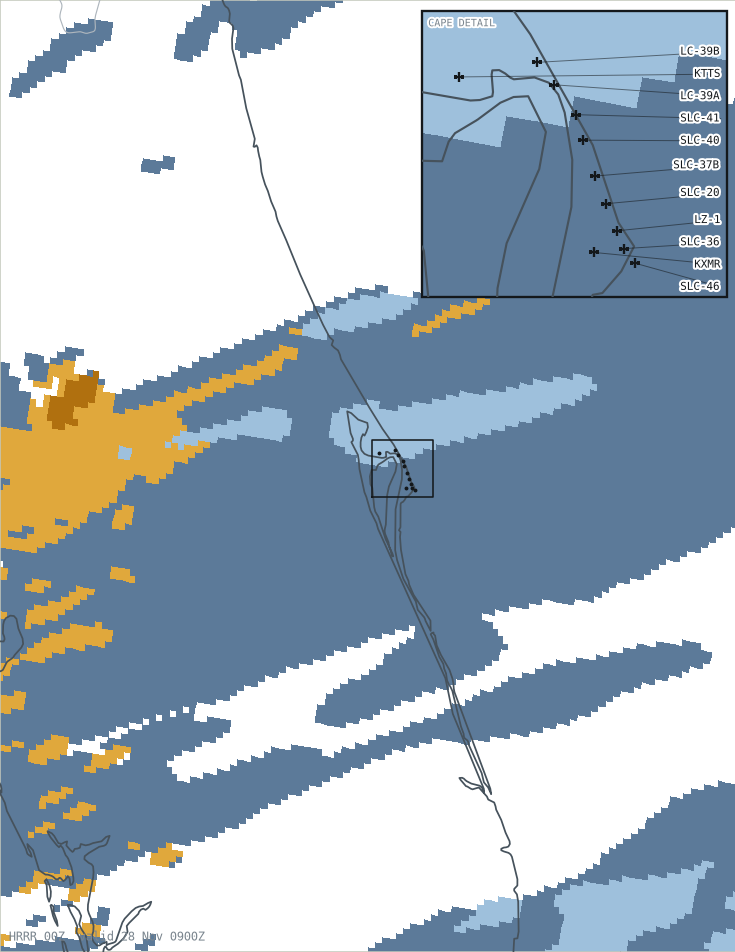 CAPE DETAIL
LC-39B
KTTS
LC-39A
SLC-41
SLC-40
SLC-37B
SLC-20
LZ-1
SLC-36
KXMR
SLC-46
HRRR 00Z 28 Nov 0900Z